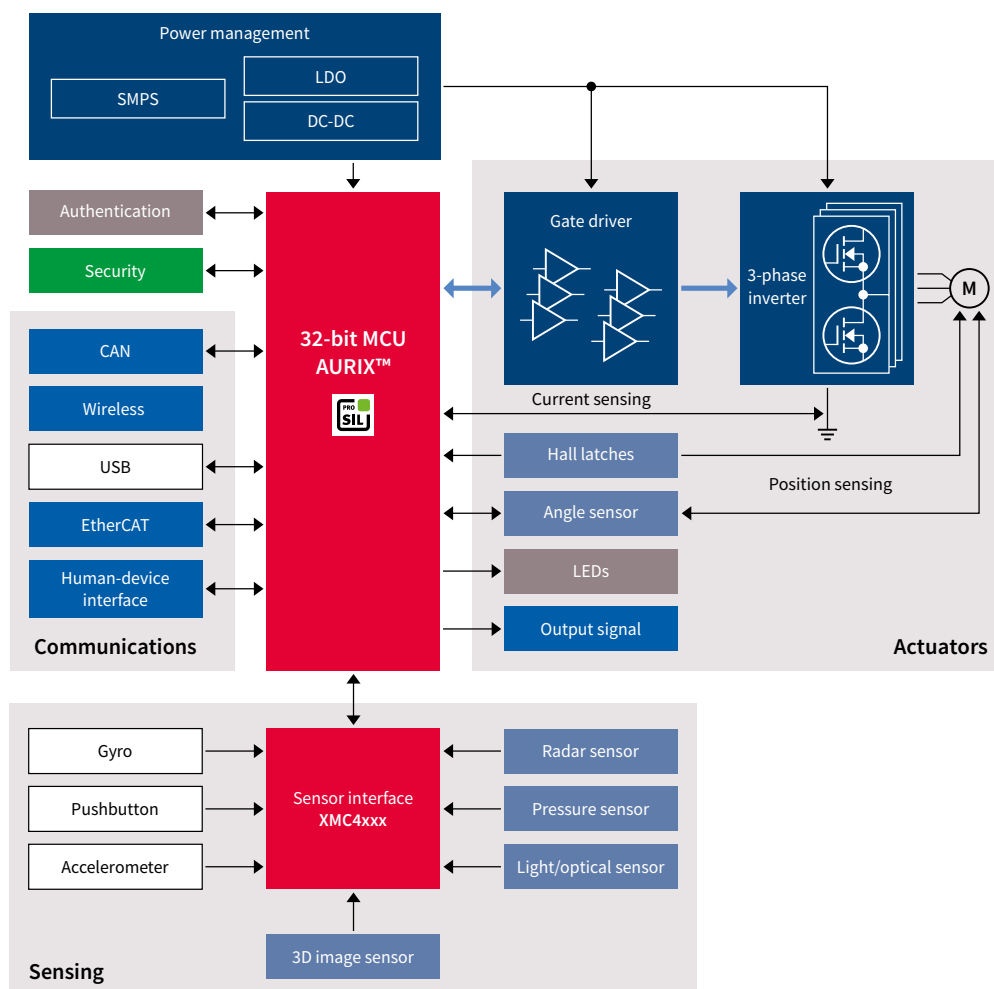 Power management
SMPS
LDO
DC-DC
Authentication
Security
CAN
Wireless
USB
EtherCAT
Human-device
interface
Communications
32-bit MCU
AURIX™
PRO
SIL
Gate driver
3-phase
inverter
M
Current sensing
Hall latches
Position sensing
Angle sensor
LEDs
Output signal
Actuators
Gyro
Pushbutton
Accelerometer
Sensor interface
XMC4xxx
Radar sensor
Pressure sensor
Light/optical sensor
3D image sensor
Sensing